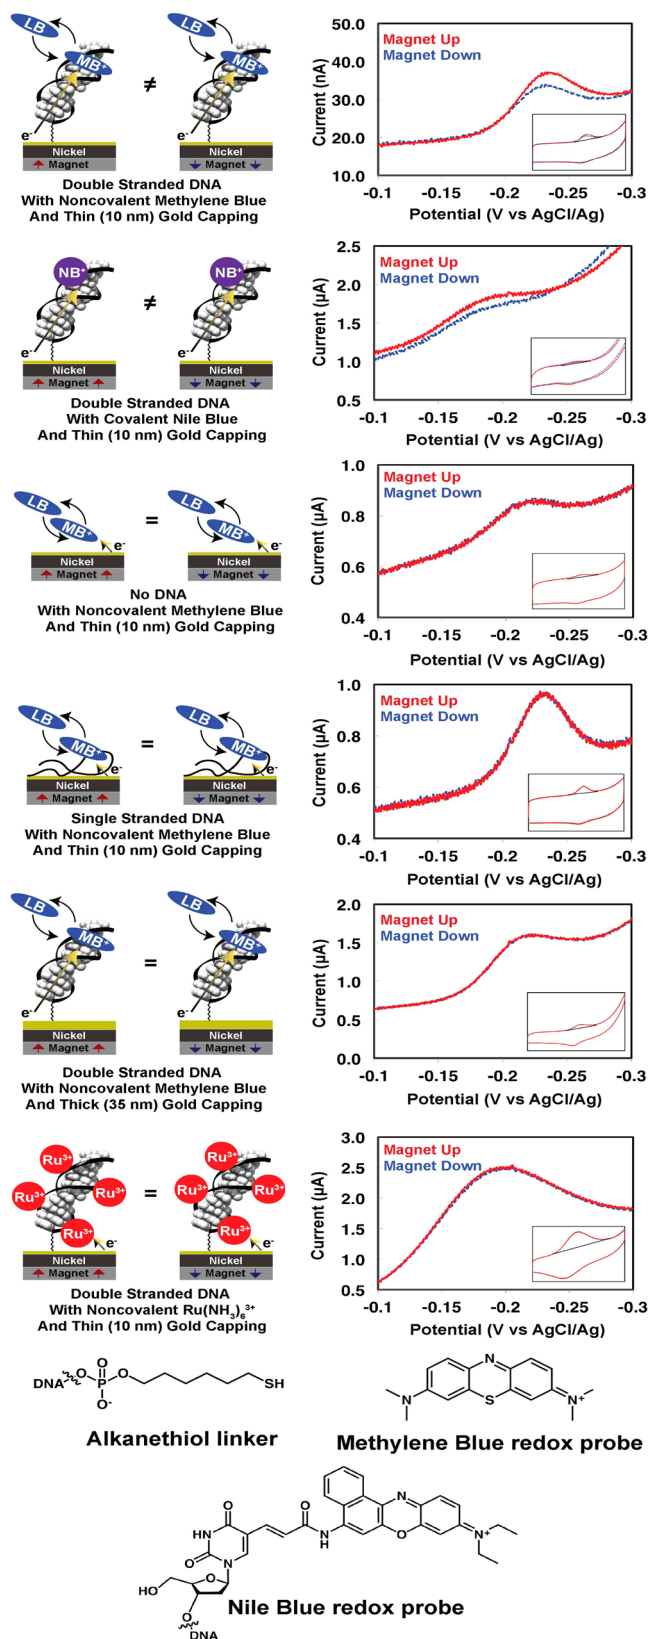 LB
MB+
e-
Nickel
Magnet
≠
LB
MB+
Nickel
Magnet
Double Stranded DNA
With Noncovalent Methylene Blue
And Thin (10 nm) Gold Capping
50.0
40.0
30.0
20.0
10.0
Current (nA)
Magnet Up
Magnet Down
-0.1 -0.15 -0.2 -0.25 -0.3
Potential (V vs AgCl/Ag)
NB+
e-
Nickel
Magnet
≠
NB+
Nickel
Magnet
Double Stranded DNA
With Covalent Nile Blue
And Thin (10 nm) Gold Capping
2.5
2.0
1.5
1.0
0.5
Current (µA)
Magnet Up
Magnet Down
-0.1 -0.15 -0.2 -0.25 -0.3
Potential (V vs AgCl/Ag)
LB
MB+
e-
Nickel
Magnet
=
LB
MB+
e-
Nickel
Magnet
No DNA
With Noncovalent Methylene Blue
And Thin (10 nm) Gold Capping
1.0
0.8
0.6
0.4
Current (µA)
Magnet Up
Magnet Down
-0.1 -0.15 -0.2 -0.25 -0.3
Potential (V vs AgCl/Ag)
LB
MB+
e-
Nickel
Magnet
=
LB
MB+
e-
Nickel
Magnet
Single Stranded DNA
With Noncovalent Methylene Blue
And Thin (10 nm) Gold Capping
1.0
0.8
0.6
0.4
Current (µA)
Magnet Up
Magnet Down
-0.1 -0.15 -0.2 -0.25 -0.3
Potential (V vs AgCl/Ag)
LB
MB+
e-
Nickel
Magnet
=
LB
MB+
Nickel
Magnet
Double Stranded DNA
With Noncovalent Methylene Blue
And Thick (35 nm) Gold Capping
2.0
1.5
1.0
0.5
0.0
Current (µA)
Magnet Up
Magnet Down
-0.1 -0.15 -0.2 -0.25 -0.3
Potential (V vs AgCl/Ag)
Ru3+
Ru3+ Ru3+
Ru3+
e-
Nickel
Magnet
=
Ru3+
Ru3+ Ru3+
Ru3+
e-
Nickel
Magnet
Double Stranded DNA
With Noncovalent Ru(NH3)6 3+
And Thin (10 nm) Gold Capping
3.0
2.5
2.0
1.5
1.0
0.5
Current (µA)
Magnet Up
Magnet Down
-0.1 -0.15 -0.2 -0.25 -0.3
Potential (V vs AgCl/Ag)
O
DNA O P O SH
O-
Alkanethiol linker
N
N S N+
Methylene Blue redox probe
O O N
HN N H O N+
O N
HO O
O
DNA
Nile Blue redox probe